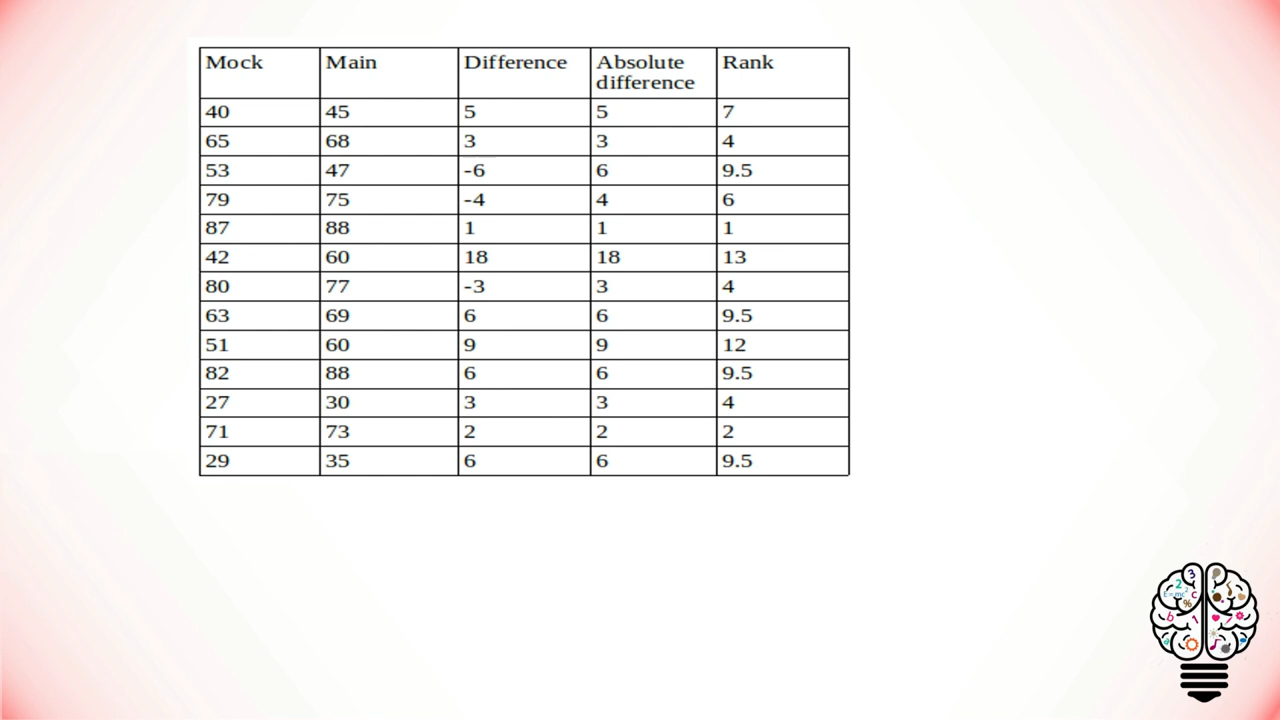 Mock Main Difference Absolute difference Rank
40 45 5 5 7
65 68 3 3 4
53 47 -6 6 9.5
79 75 -4 4 6
87 88 1 1 1
42 60 18 18 13
80 77 -3 3 4
63 69 6 6 9.5
51 60 9 9 12
82 88 6 6 9.5
27 30 3 3 4
71 73 2 2 2
29 35 6 6 9.5